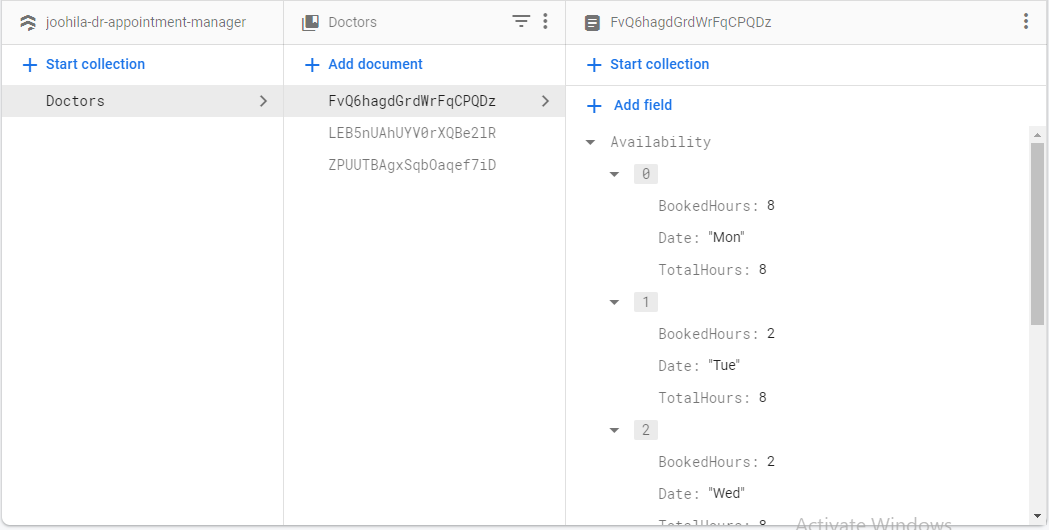 joohila-dr-appointment-manager
Start collection
Doctors
Doctors
Add document
FvQ6hagdGrdWrFqCPQDz
LEB5nUAhUYV0rXQBe2lR
ZPUUTBAgxSqbOaqef7iD
FvQ6hagdGrdWrFqCPQDz
Start collection
Add field
Availability
0
BookedHours: 8
Date: "Mon"
TotalHours: 8
1
BookedHours: 2
Date: "Tue"
TotalHours: 8
2
BookedHours: 2
Date: "Wed"
TotalHours: 8
Activate Windows